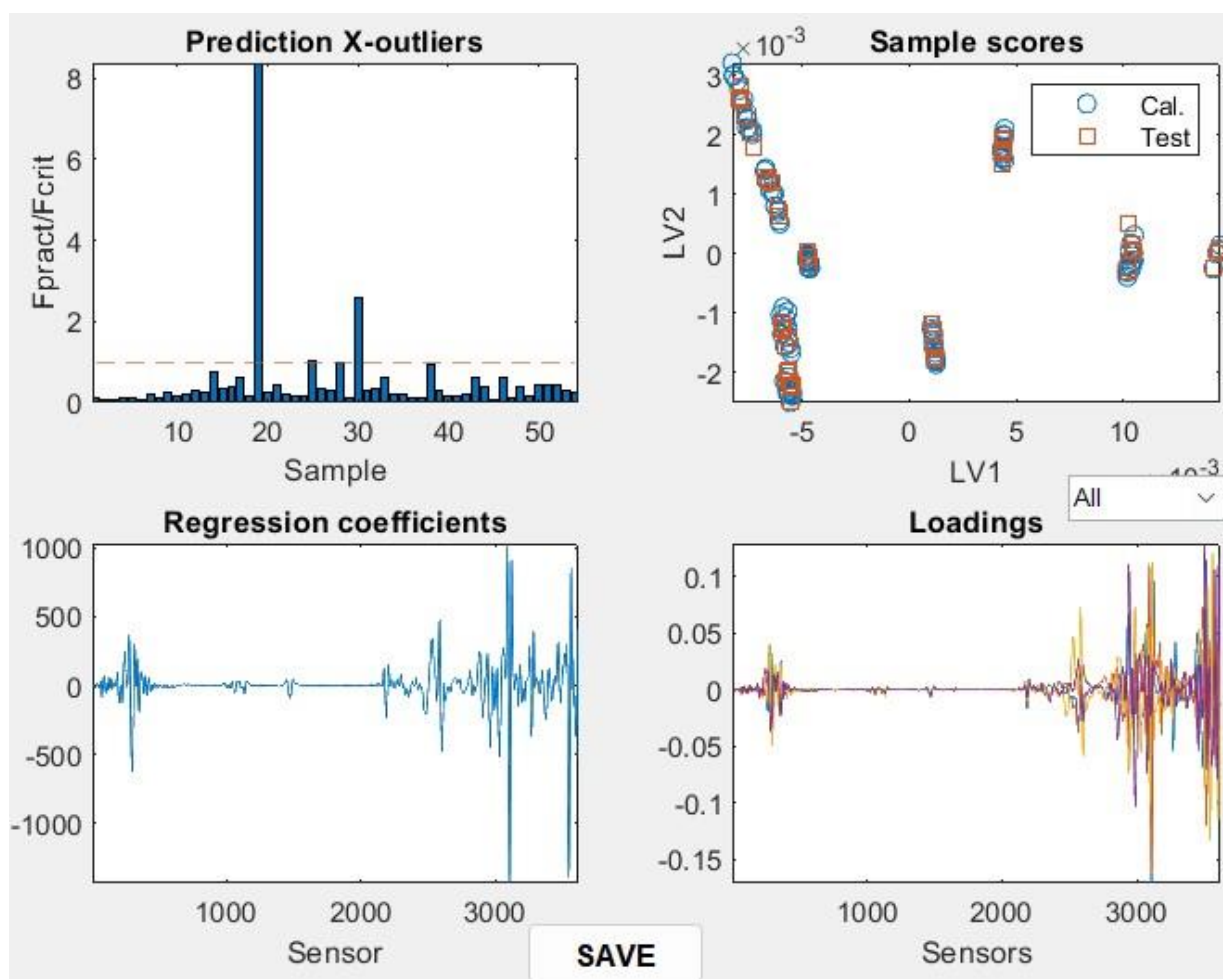 Prediction X-outliers
8
6
4
2
0
Fpract/Fcrit
10 20 30 40 50
Sample
× 10⁻³
Sample scores
3
2
1
0
-1
-2
LV2
Cal.
Test
-5 0 5 10
LV1
All
Regression coefficients
1000
500
0
-500
-1000
1000 2000 3000
Sensor
Loadings
0.1
0.05
0
-0.05
-0.1
-0.15
1000 2000 3000
Sensors
SAVE